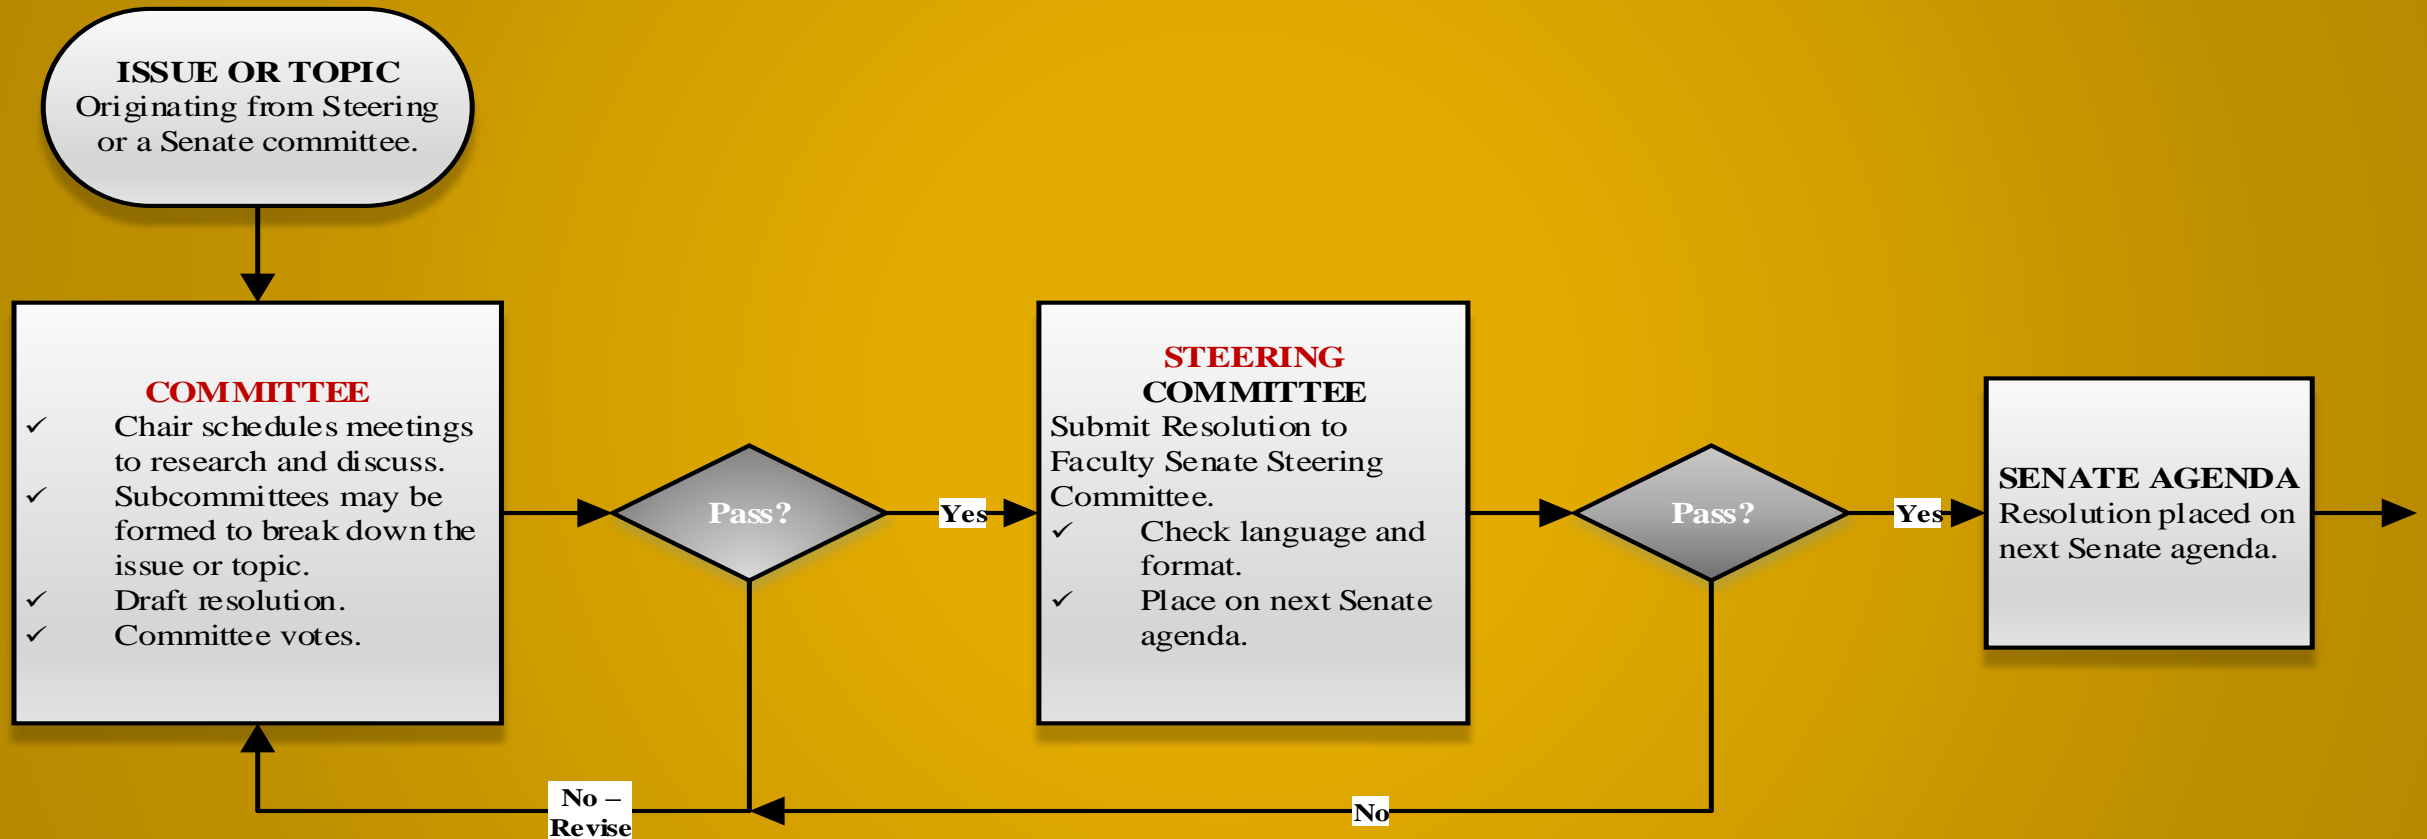 ISSUE OR TOPIC
Originating from Steering
or a Senate committee.
COMMITTEE
✓ Chair schedules meetings
to research and discuss.
✓ Subcommittees may be
formed to break down the
issue or topic.
✓ Draft resolution.
✓ Committee votes.
Pass?
Yes
No –
Revise
STEERING
COMMITTEE
Submit Resolution to
Faculty Senate Steering
Committee.
✓ Check language and
format.
✓ Place on next Senate
agenda.
Pass?
Yes
No
SENATE AGENDA
Resolution placed on
next Senate agenda.